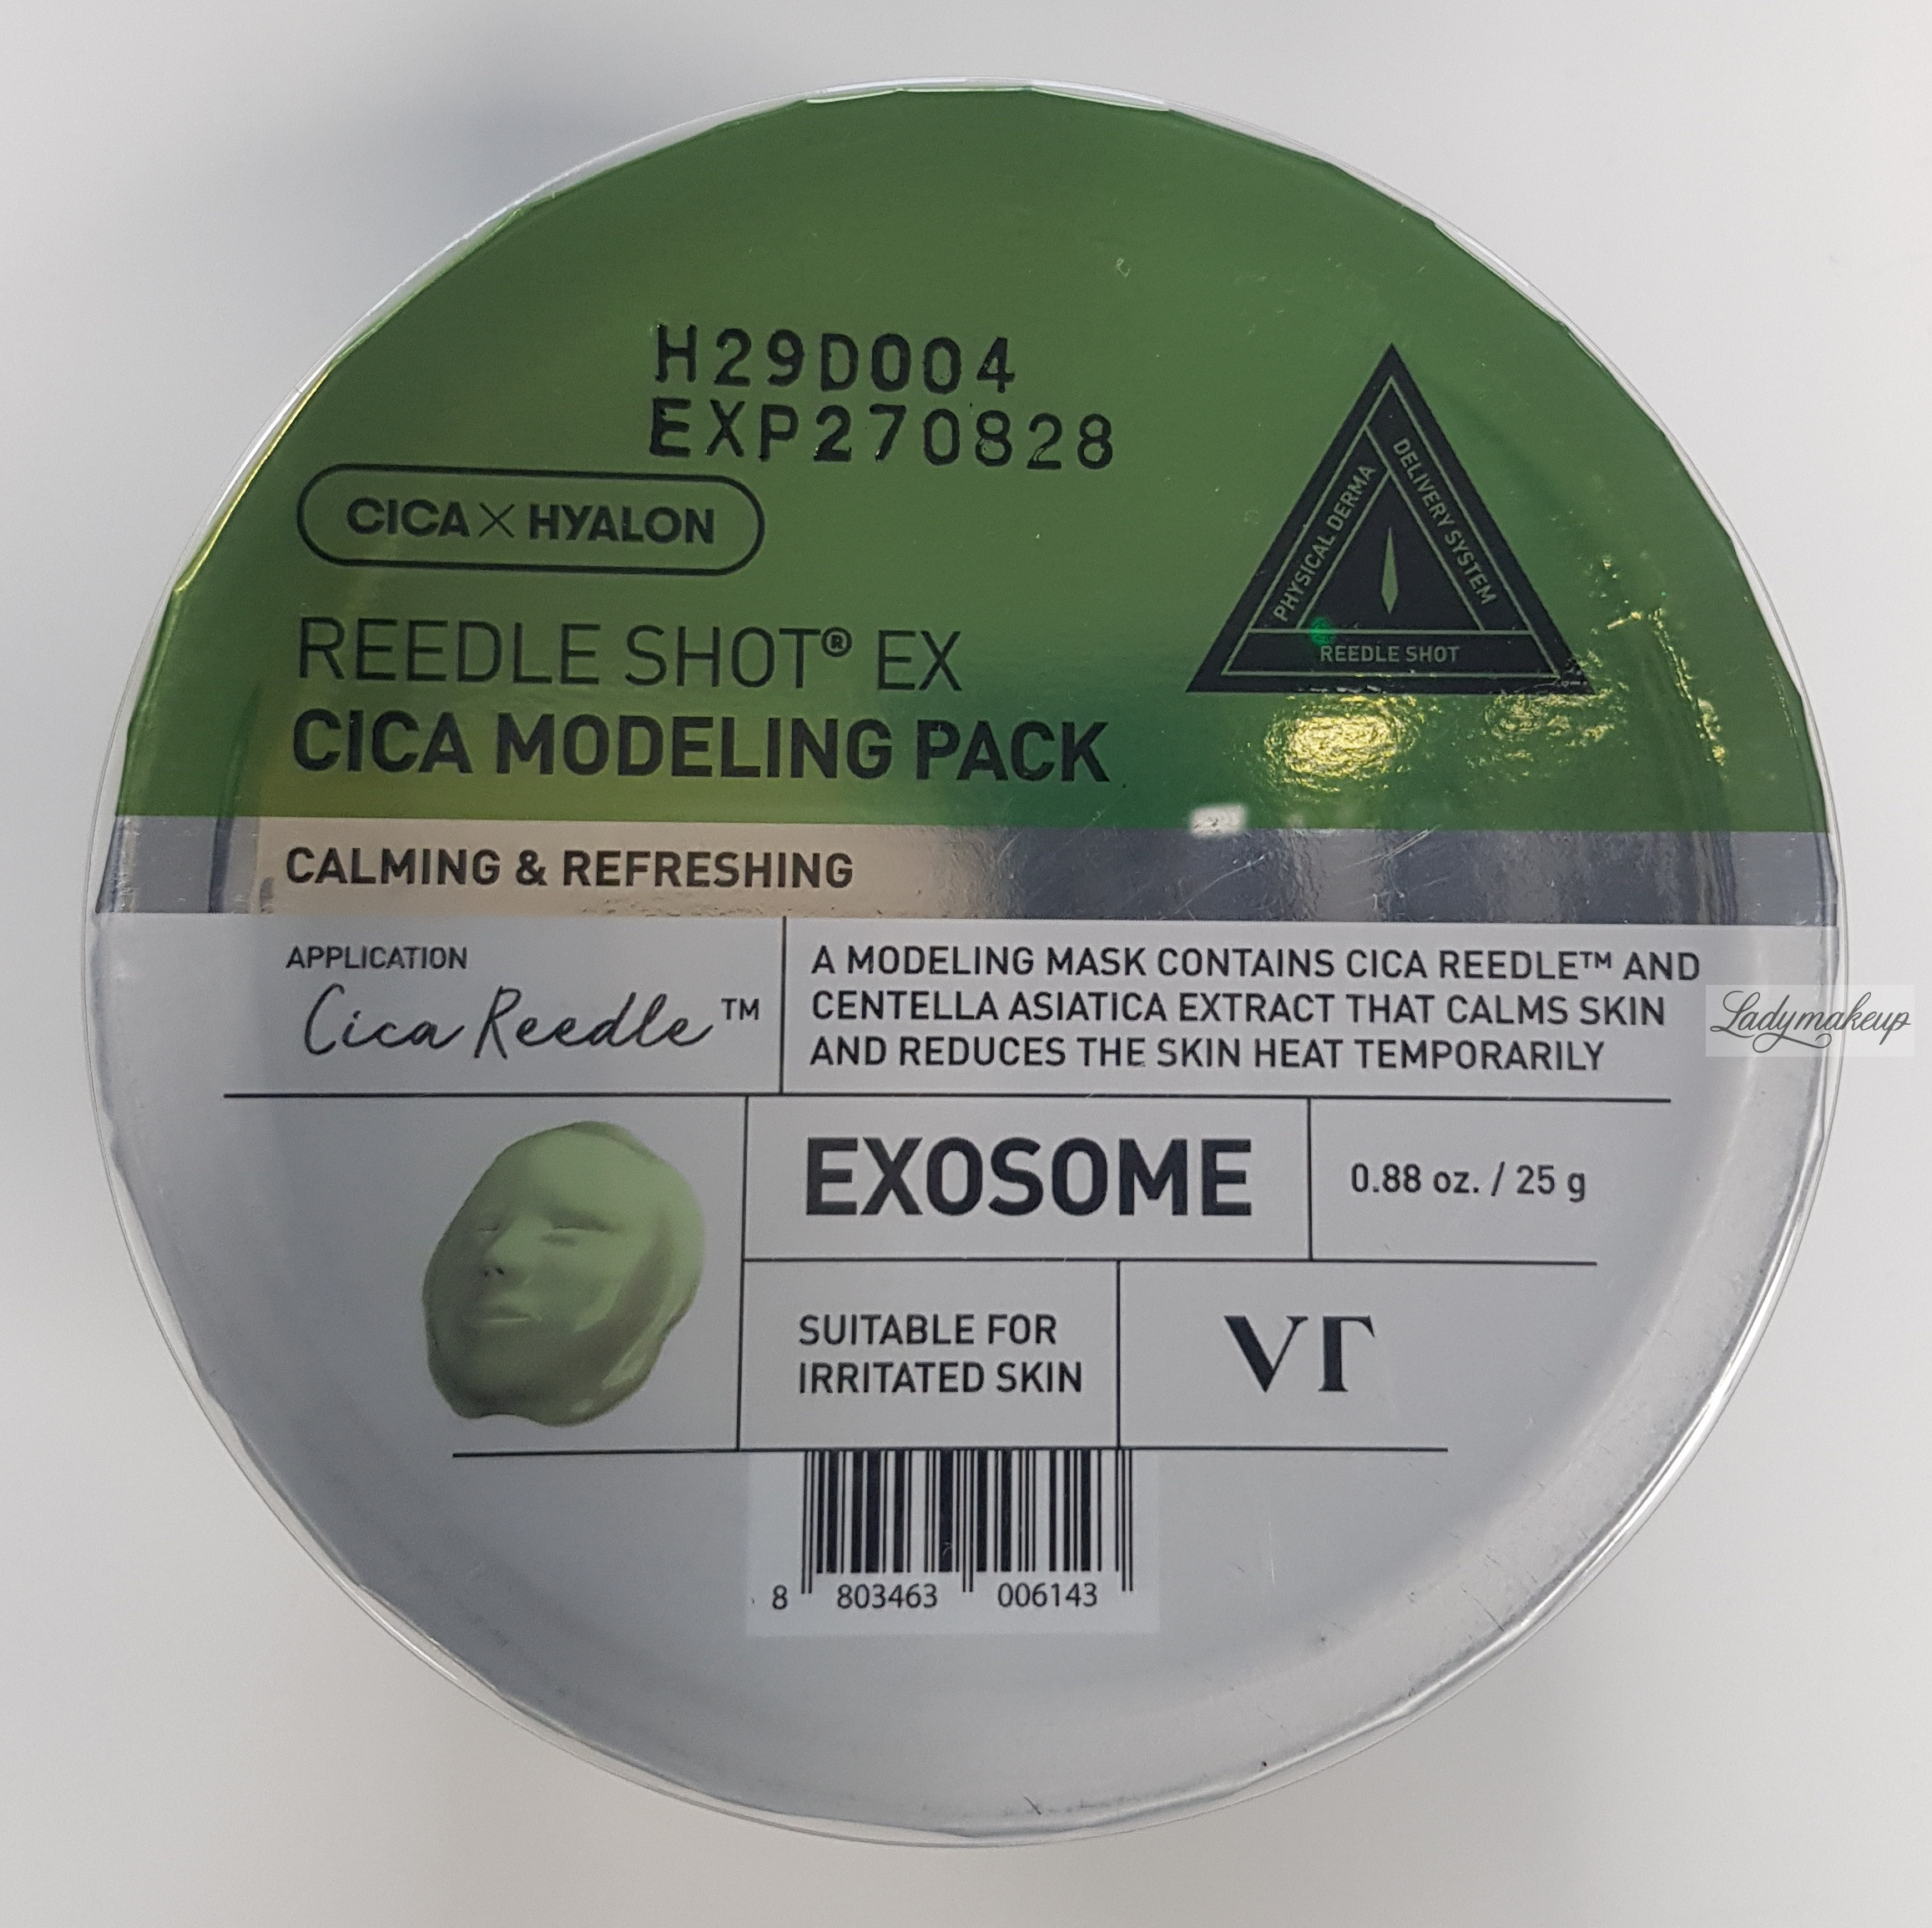 H29D004
EXP270828
CICA X HYALON
REEDLE SHOT® EX
CICA MODELING PACK
PHYSICAL DERMA
DELIVERY SYSTEM
REEDLE SHOT
CALMING & REFRESHING
APPLICATION
Cica Reedle™
A MODELING MASK CONTAINS CICA REEDLE™ AND
CENTELLA ASIATICA EXTRACT THAT CALMS SKIN
AND REDUCES THE SKIN HEAT TEMPORARILY
Ladymakeup
EXOSOME
0.88 oz. / 25 g
SUITABLE FOR
IRRITATED SKIN
VT
8 803463 006143